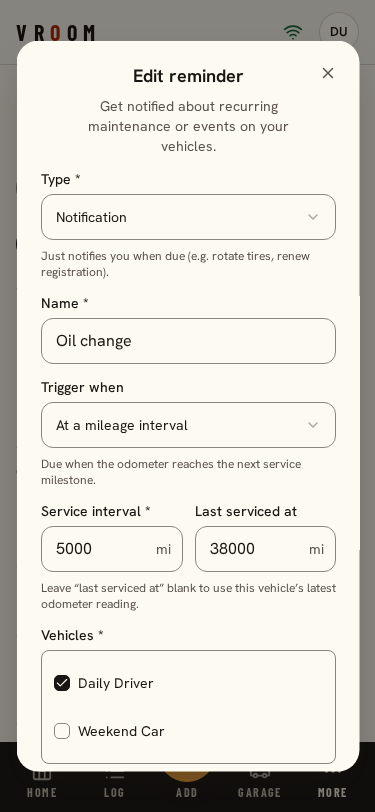 VROOM
DU
Edit reminder
Get notified about recurring
maintenance or events on your
vehicles.
Type *
Notification
Just notifies you when due (e.g. rotate tires, renew
registration).
Name *
Oil change
Trigger when
At a mileage interval
Due when the odometer reaches the next service
milestone.
Service interval * Last serviced at
5000 mi 38000 mi
Leave “last serviced at” blank to use this vehicle’s latest
odometer reading.
Vehicles *
Daily Driver
Weekend Car
HOME LOG ADD GARAGE MORE